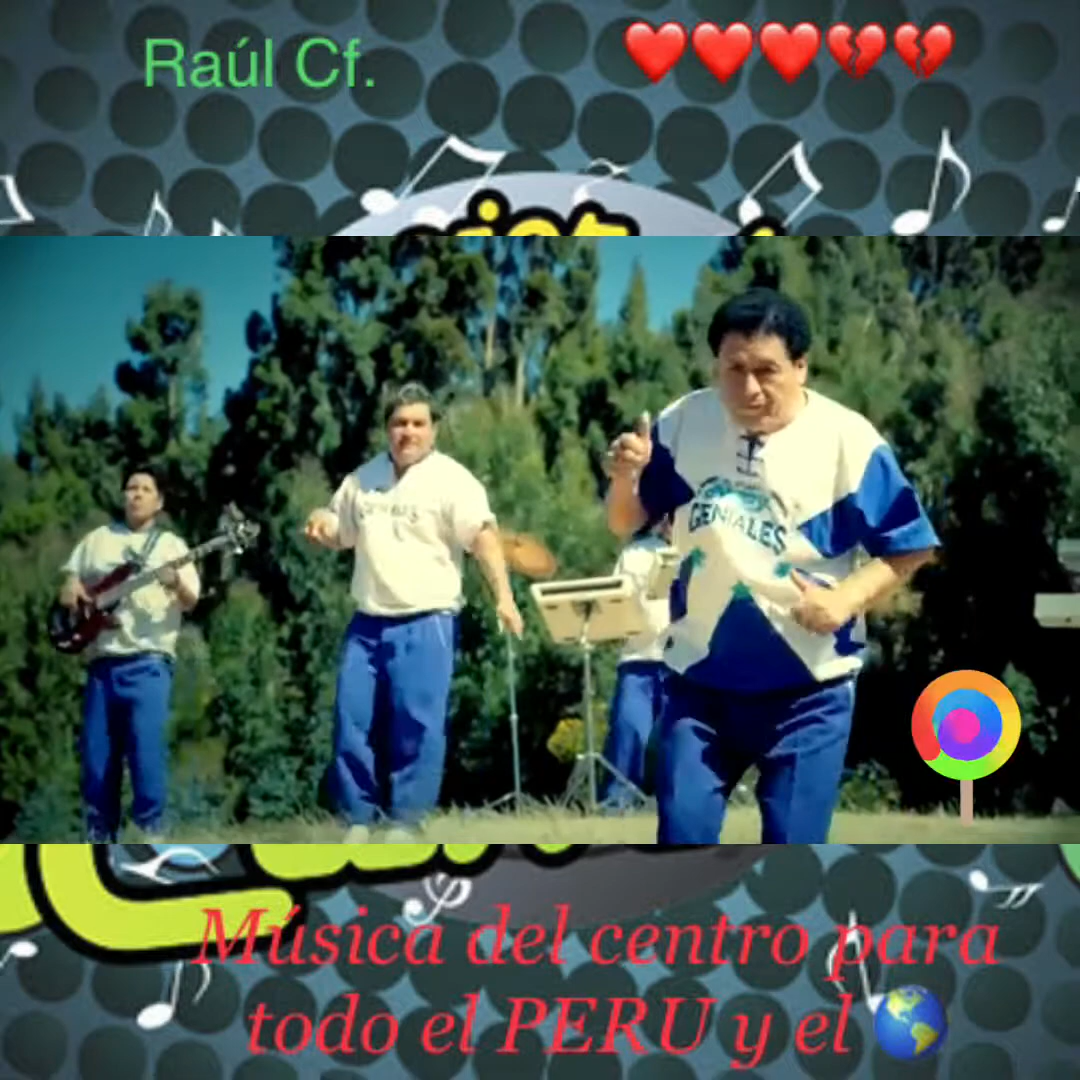 Raúl Cf. ❤️❤️❤️💔💔
GENIALES
Música del centro para
todo el PERU y el 🌎